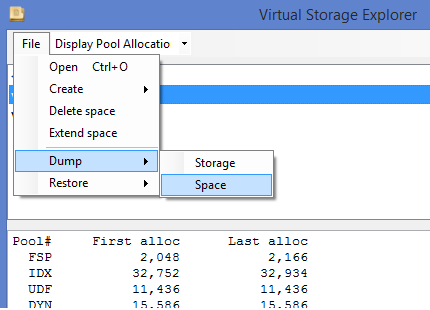 Virtual Storage Explorer
File Display Pool Allocatio
Open Ctrl+O
Create
Delete space
Extend space
Dump
Restore
Storage
Space
Pool# First alloc Last alloc
FSP 2,048 2,166
IDX 32,752 32,934
UDF 11,436 11,436
DYN 15,586 15,586